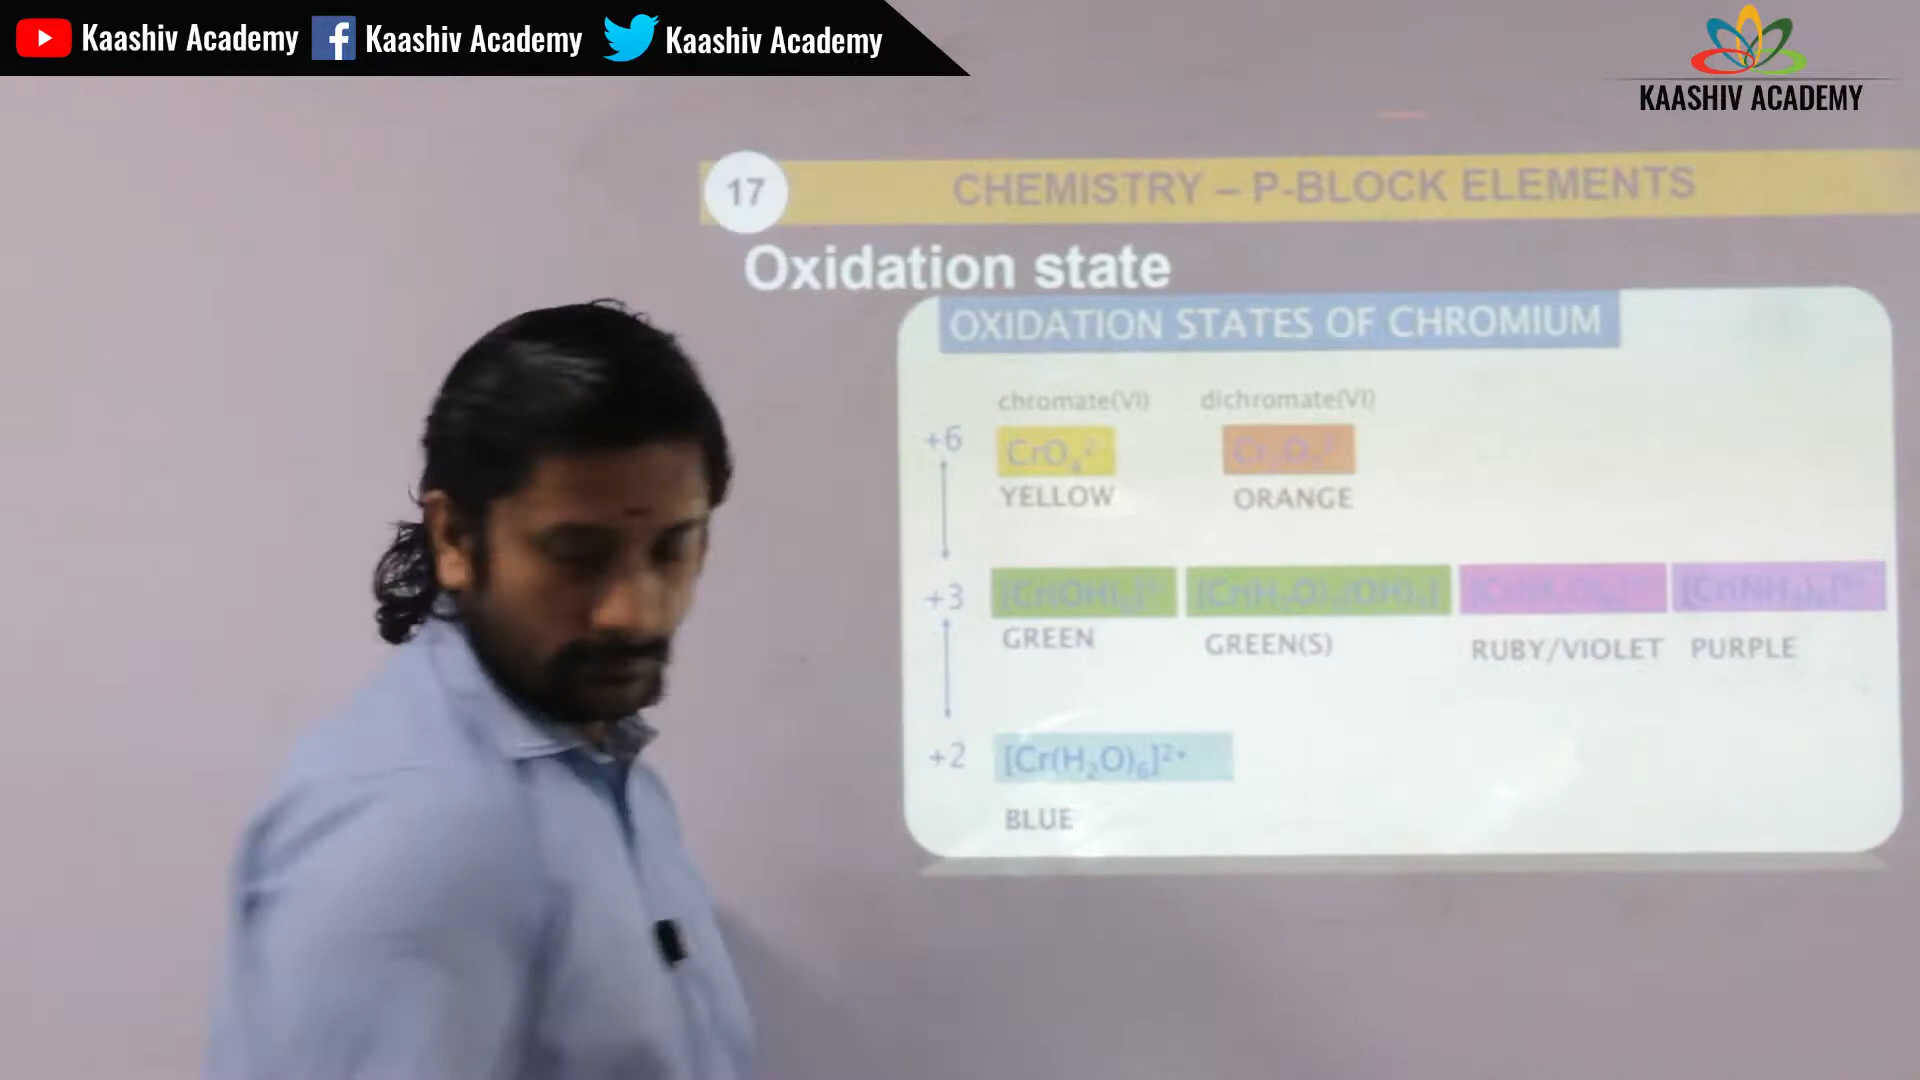 Kaashiv Academy Kaashiv Academy Kaashiv Academy
KAASHIV ACADEMY
17 CHEMISTRY – P-BLOCK ELEMENTS
Oxidation state
OXIDATION STATES OF CHROMIUM
chromate(VI) dichromate(VI)
+6 CrO₄²⁻
YELLOW ORANGE
+3
GREEN GREEN(S) RUBY/VIOLET PURPLE
+2 [Cr(H₂O)₆]²⁺
BLUE